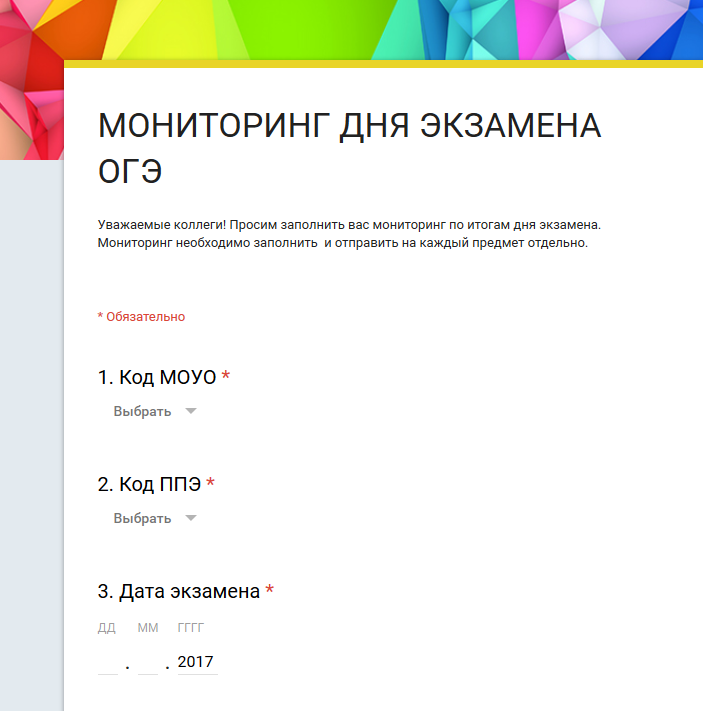 МОНИТОРИНГ ДНЯ ЭКЗАМЕНА
ОГЭ
Уважаемые коллеги! Просим заполнить вас мониторинг по итогам дня экзамена.
Мониторинг необходимо заполнить  и отправить на каждый предмет отдельно.
* Обязательно
1. Код МОУО *
Выбрать
2. Код ППЭ *
Выбрать
3. Дата экзамена *
ДД ММ ГГГГ
. . 2017